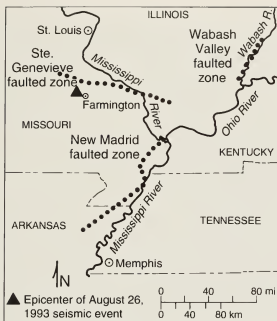 ILLINOIS
St. Louis
Wabash R.
Wabash
Valley
faulted
zone
Ste.
Genevieve
faulted zone
Mississippi
River
Farmington
Ohio River
MISSOURI
New Madrid
faulted zone
KENTUCKY
Mississippi River
ARKANSAS
TENNESSEE
Memphis
N
Epicenter of August 26,
1993 seismic event
0 40 80 mi
0 40 80 km